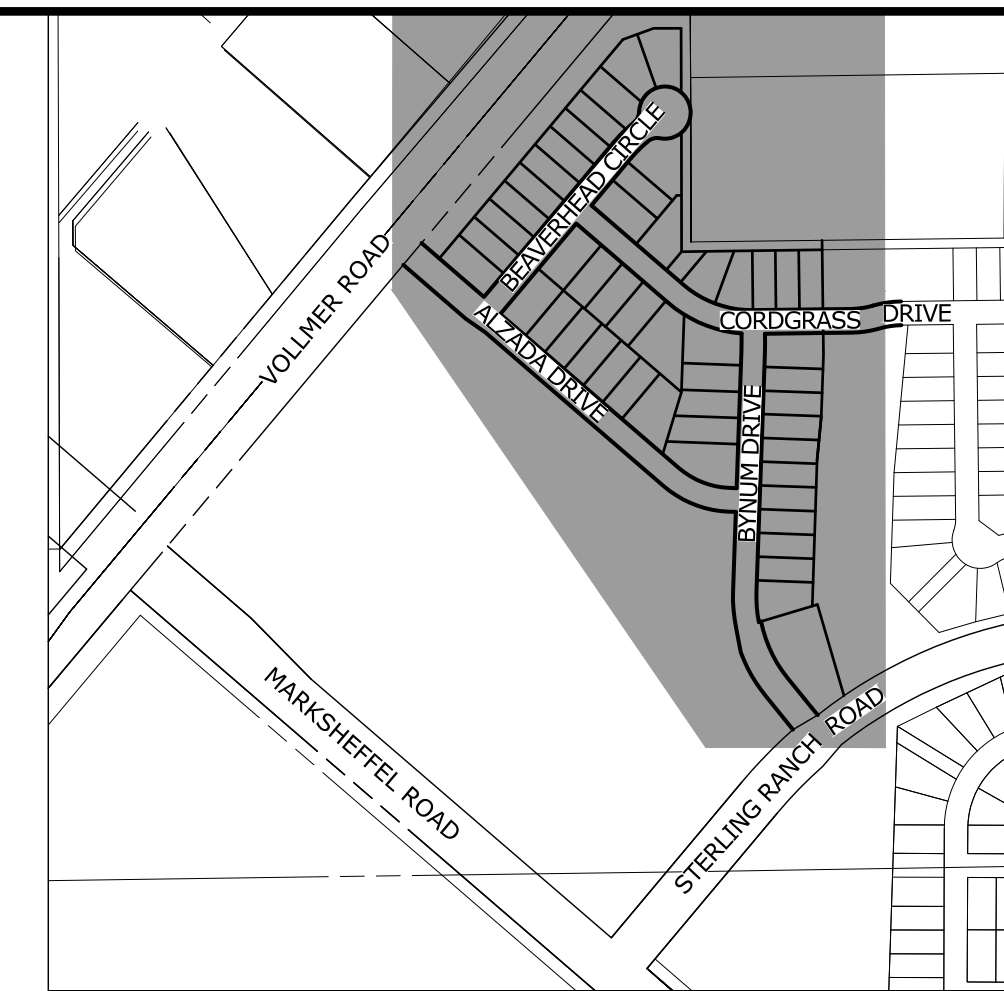 BEAVERHEAD CIRCLE
VOLLMER ROAD
CORDGRASS DRIVE
ALZADA DRIVE
BYNUM DRIVE
MARKSHEFFEL ROAD
STERLING RANCH ROAD